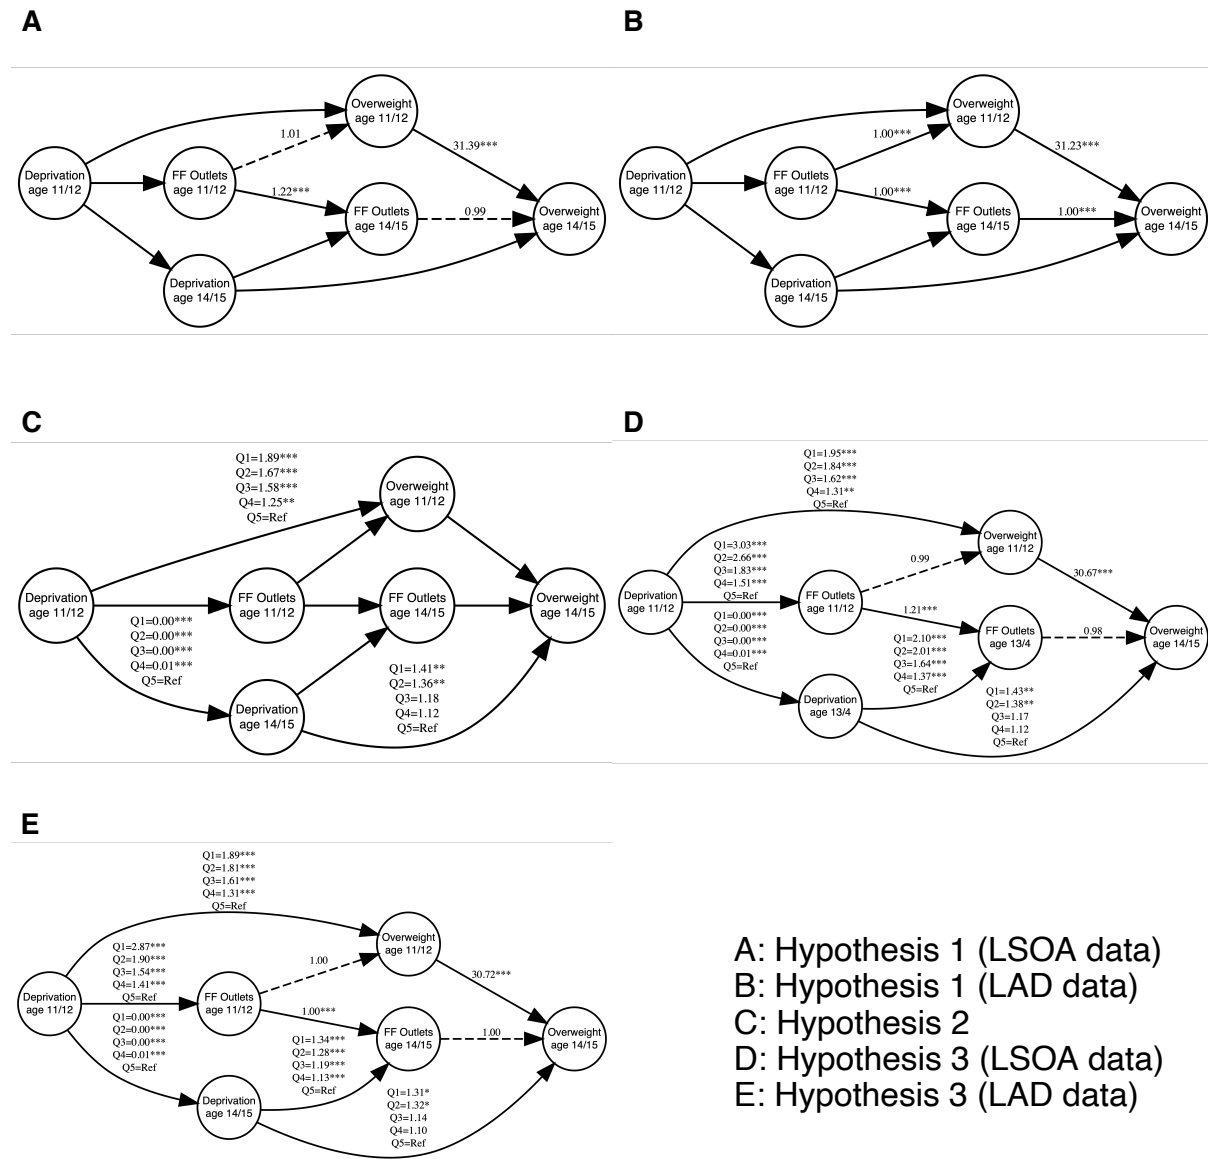 A
Overweight
age 11/12
1.01
31.39***
Deprivation
age 11/12
FF Outlets
age 11/12
1.22***
FF Outlets
age 14/15
0.99
Overweight
age 14/15
Deprivation
age 14/15
B
Overweight
age 11/12
1.00***
31.23***
Deprivation
age 11/12
FF Outlets
age 11/12
1.00***
FF Outlets
age 14/15
1.00***
Overweight
age 14/15
Deprivation
age 14/15
C
Q1=1.89***
Q2=1.67***
Q3=1.58***
Q4=1.25**
Q5=Ref
Overweight
age 11/12
Deprivation
age 11/12
FF Outlets
age 11/12
FF Outlets
age 14/15
Overweight
age 14/15
Q1=0.00***
Q2=0.00***
Q3=0.00***
Q4=0.01***
Q5=Ref
Deprivation
age 14/15
Q1=1.41**
Q2=1.36**
Q3=1.18
Q4=1.12
Q5=Ref
D
Q1=1.95***
Q2=1.84***
Q3=1.62***
Q4=1.31**
Q5=Ref
Overweight
age 11/12
Q1=3.03***
Q2=2.66***
Q3=1.83***
Q4=1.51***
Q5=Ref
0.99
30.67***
Deprivation
age 11/12
FF Outlets
age 11/12
1.21***
Q1=0.00***
Q2=0.00***
Q3=0.00***
Q4=0.01***
Q5=Ref
FF Outlets
age 13/4
0.98
Overweight
age 14/15
Q1=2.10***
Q2=2.01***
Q3=1.64***
Q4=1.37***
Q5=Ref
Deprivation
age 13/4
Q1=1.43**
Q2=1.38**
Q3=1.17
Q4=1.12
Q5=Ref
E
Q1=1.89***
Q2=1.81***
Q3=1.61***
Q4=1.31***
Q5=Ref
Overweight
age 11/12
Q1=2.87***
Q2=1.90***
Q3=1.54***
Q4=1.41***
Q5=Ref
1.00
30.72***
Deprivation
age 11/12
FF Outlets
age 11/12
1.00***
Q1=0.00***
Q2=0.00***
Q3=0.00***
Q4=0.01***
Q5=Ref
FF Outlets
age 14/15
1.00
Overweight
age 14/15
Q1=1.34***
Q2=1.28***
Q3=1.19***
Q4=1.13***
Q5=Ref
Deprivation
age 14/15
Q1=1.31*
Q2=1.32*
Q3=1.14
Q4=1.10
Q5=Ref
A: Hypothesis 1 (LSOA data)
B: Hypothesis 1 (LAD data)
C: Hypothesis 2
D: Hypothesis 3 (LSOA data)
E: Hypothesis 3 (LAD data)